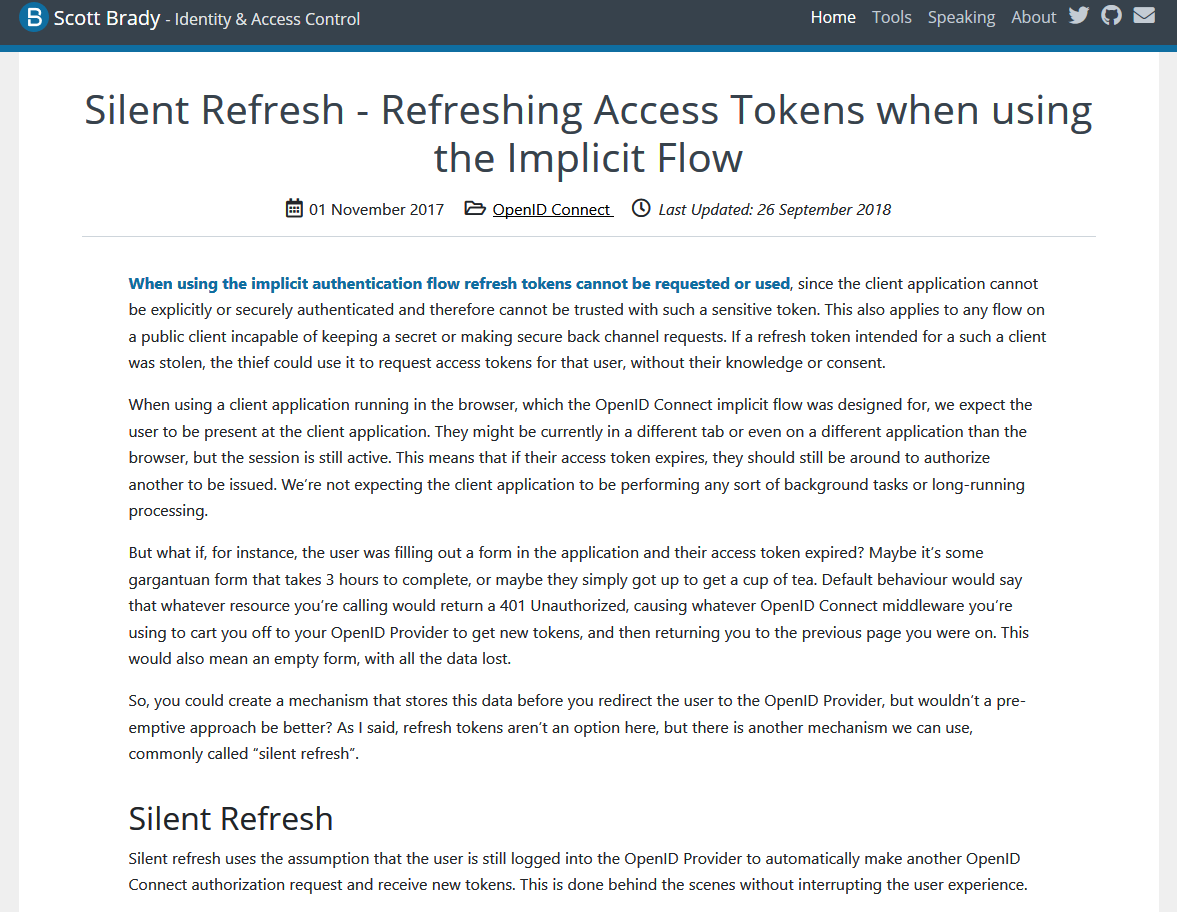 B Scott Brady - Identity & Access Control
Home Tools Speaking About
Silent Refresh - Refreshing Access Tokens when using
the Implicit Flow
01 November 2017 OpenID Connect Last Updated: 26 September 2018
When using the implicit authentication flow refresh tokens cannot be requested or used, since the client application cannot
be explicitly or securely authenticated and therefore cannot be trusted with such a sensitive token. This also applies to any flow on
a public client incapable of keeping a secret or making secure back channel requests. If a refresh token intended for a such a client
was stolen, the thief could use it to request access tokens for that user, without their knowledge or consent.
When using a client application running in the browser, which the OpenID Connect implicit flow was designed for, we expect the
user to be present at the client application. They might be currently in a different tab or even on a different application than the
browser, but the session is still active. This means that if their access token expires, they should still be around to authorize
another to be issued. We’re not expecting the client application to be performing any sort of background tasks or long-running
processing.
But what if, for instance, the user was filling out a form in the application and their access token expired? Maybe it’s some
gargantuan form that takes 3 hours to complete, or maybe they simply got up to get a cup of tea. Default behaviour would say
that whatever resource you’re calling would return a 401 Unauthorized, causing whatever OpenID Connect middleware you’re
using to cart you off to your OpenID Provider to get new tokens, and then returning you to the previous page you were on. This
would also mean an empty form, with all the data lost.
So, you could create a mechanism that stores this data before you redirect the user to the OpenID Provider, but wouldn’t a pre-
emptive approach be better? As I said, refresh tokens aren’t an option here, but there is another mechanism we can use,
commonly called “silent refresh”.
Silent Refresh
Silent refresh uses the assumption that the user is still logged into the OpenID Provider to automatically make another OpenID
Connect authorization request and receive new tokens. This is done behind the scenes without interrupting the user experience.